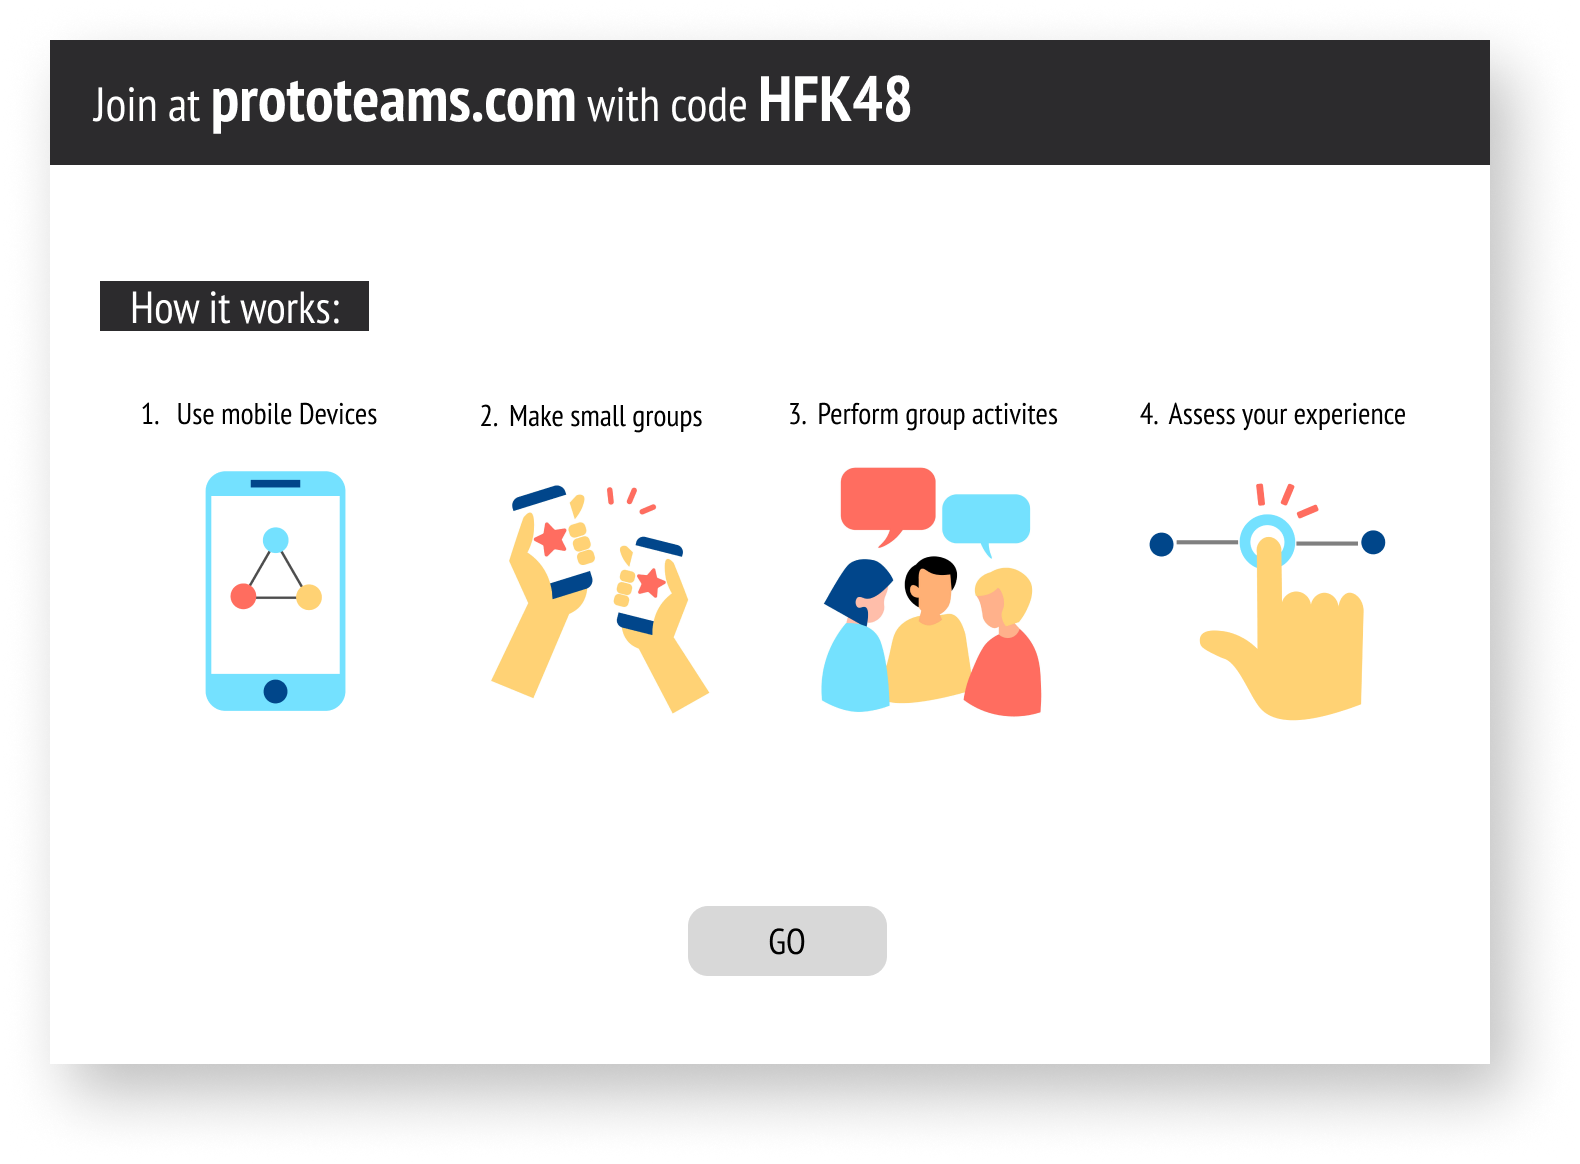 Join at prototeams.com with code HFK48
How it works:
1. Use mobile Devices
2. Make small groups
3. Perform group activites
4. Assess your experience
GO